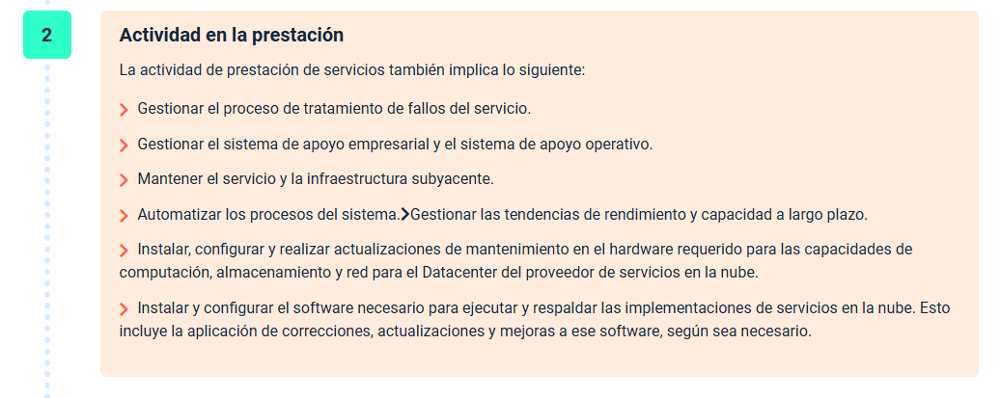 2
Actividad en la prestación
La actividad de prestación de servicios también implica lo siguiente:
Gestionar el proceso de tratamiento de fallos del servicio.
Gestionar el sistema de apoyo empresarial y el sistema de apoyo operativo.
Mantener el servicio y la infraestructura subyacente.
Automatizar los procesos del sistema.>Gestionar las tendencias de rendimiento y capacidad a largo plazo.
Instalar, configurar y realizar actualizaciones de mantenimiento en el hardware requerido para las capacidades de
computación, almacenamiento y red para el Datacenter del proveedor de servicios en la nube.
Instalar y configurar el software necesario para ejecutar y respaldar las implementaciones de servicios en la nube. Esto
incluye la aplicación de correcciones, actualizaciones y mejoras a ese software, según sea necesario.